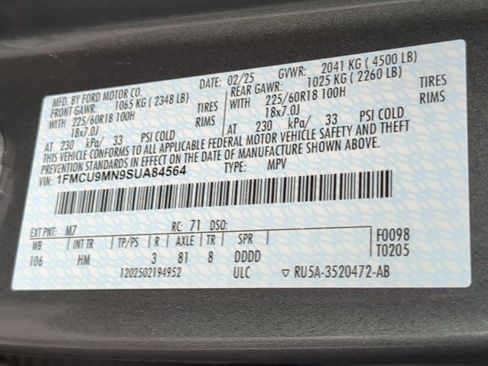 MFD. BY FORD MOTOR CO.
DATE: 02/25 GVWR: 2041 KG ( 4500 LB)
FRONT GAWR: 1065 KG ( 2348 LB) REAR GAWR: 1025 KG ( 2260 LB)
225/60R18 100H TIRES 225/60R18 100H TIRES
18x7.0J RIMS 18x7.0J RIMS
AT 230 kPa/ 33 PSI COLD AT 230 kPa/ 33 PSI COLD
THIS VEHICLE CONFORMS TO ALL APPLICABLE FEDERAL MOTOR VEHICLE SAFETY, BUMPER, AND THEFT
PREVENTION STANDARDS IN EFFECT ON THE DATE OF MANUFACTURE SHOWN ABOVE.
VIN: 1FMCU9MN9SUA84564 TYPE: MPV
EXT PNT: M7 RC: 71 DSO:
WB INT TR TP/PS R AXLE TR SPR F0098
106 HM 3 81 8 DDDD T0205
1202502194952 ULC ▽ RU5A-3520472-AB